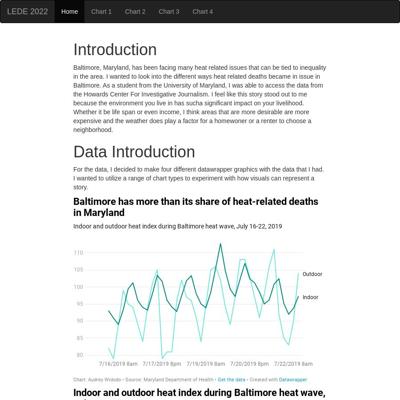 LEDE 2022 Home Chart 1 Chart 2 Chart 3 Chart 4
Introduction
Baltimore, Maryland, has been facing many heat related issues that can be tied to inequality
in the area. I wanted to look into the different ways heat related deaths became in issue in
Baltimore. As a student from the University of Maryland, I was able to access the data from
the Howards Center For Investigative Journalism. I feel like this story stood out to me
because the environment you live in has sucha significant impact on your livelihood.
Whether it be life span or even income, I think areas that are more desirable are more
expensive and the weather does play a factor for a homewoner or a renter to choose a
neighborhood.
Data Introduction
For the data, I decided to make four different datawrapper graphics with the data that I had.
I wanted to utilize a range of chart types to experiment with how visuals can represent a
story.
Baltimore has more than its share of heat-related deaths
in Maryland
Indoor and outdoor heat index during Baltimore heat wave, July 16-22, 2019
110
105
100
95
90
85
80
Outdoor
Indoor
7/16/2019 8am 7/17/2019 8am 7/19/2019 8am 7/20/2019 8am 7/22/2019 8am
Chart: Audrey • Source: Maryland Department of Health • Get the data • Created with Datawrapper
Indoor and outdoor heat index during Baltimore heat wave,